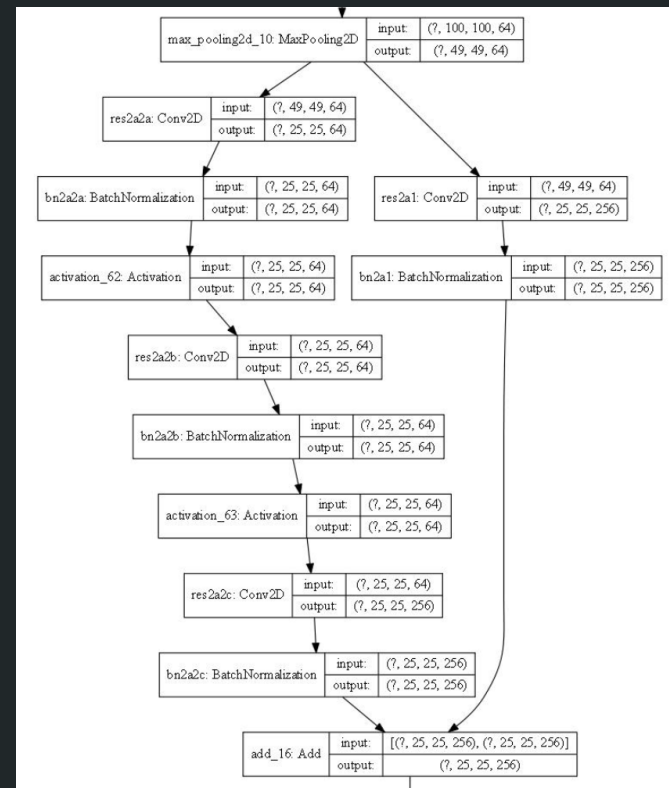 max_pooling2d_10: MaxPooling2D
input: (?, 100, 100, 64)
output: (?, 49, 49, 64)
res2a2a: Conv2D
input: (?, 49, 49, 64)
output: (?, 25, 25, 64)
bn2a2a: BatchNormalization
input: (?, 25, 25, 64)
output: (?, 25, 25, 64)
res2a1: Conv2D
input: (?, 49, 49, 64)
output: (?, 25, 25, 256)
activation_62: Activation
input: (?, 25, 25, 64)
output: (?, 25, 25, 64)
bn2a1: BatchNormalization
input: (?, 25, 25, 256)
output: (?, 25, 25, 256)
res2a2b: Conv2D
input: (?, 25, 25, 64)
output: (?, 25, 25, 64)
bn2a2b: BatchNormalization
input: (?, 25, 25, 64)
output: (?, 25, 25, 64)
activation_63: Activation
input: (?, 25, 25, 64)
output: (?, 25, 25, 64)
res2a2c: Conv2D
input: (?, 25, 25, 64)
output: (?, 25, 25, 256)
bn2a2c: BatchNormalization
input: (?, 25, 25, 256)
output: (?, 25, 25, 256)
add_16: Add
input: [(?, 25, 25, 256), (?, 25, 25, 256)]
output: (?, 25, 25, 256)